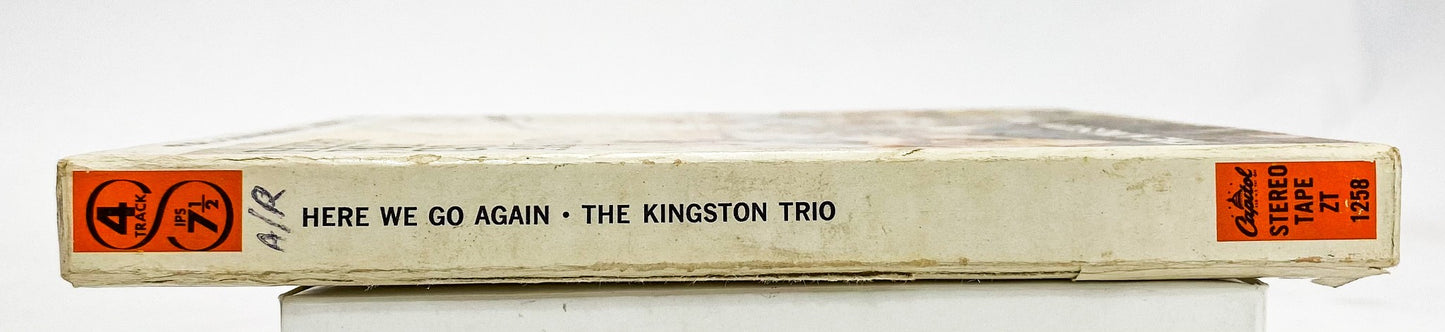 4
TRACK
IPS
7½
A/R
HERE WE GO AGAIN • THE KINGSTON TRIO
Capitol
STEREO
TAPE
ZT
1258